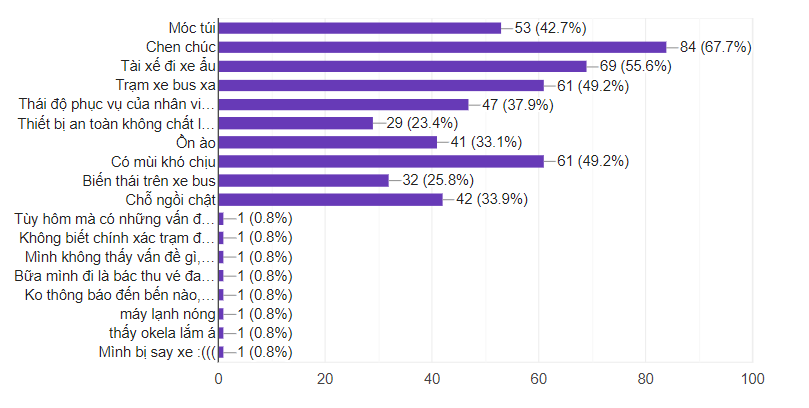 Móc túi 53 (42.7%)
Chen chúc 84 (67.7%)
Tài xế đi xe ẩu 69 (55.6%)
Trạm xe bus xa 61 (49.2%)
Thái độ phục vụ của nhân vi... 47 (37.9%)
Thiết bị an toàn không chất l... 29 (23.4%)
Ồn ào 41 (33.1%)
Có mùi khó chịu 61 (49.2%)
Biến thái trên xe bus 32 (25.8%)
Chỗ ngồi chật 42 (33.9%)
Tùy hôm mà có những vấn đ... 1 (0.8%)
Không biết chính xác trạm đ... 1 (0.8%)
Mình không thấy vấn đề gì,... 1 (0.8%)
Bữa mình đi là bác thu vé đa... 1 (0.8%)
Ko thông báo đến bến nào,... 1 (0.8%)
máy lạnh nóng 1 (0.8%)
thấy okela lắm á 1 (0.8%)
Mình bị say xe :((( 1 (0.8%)
0 20 40 60 80 100